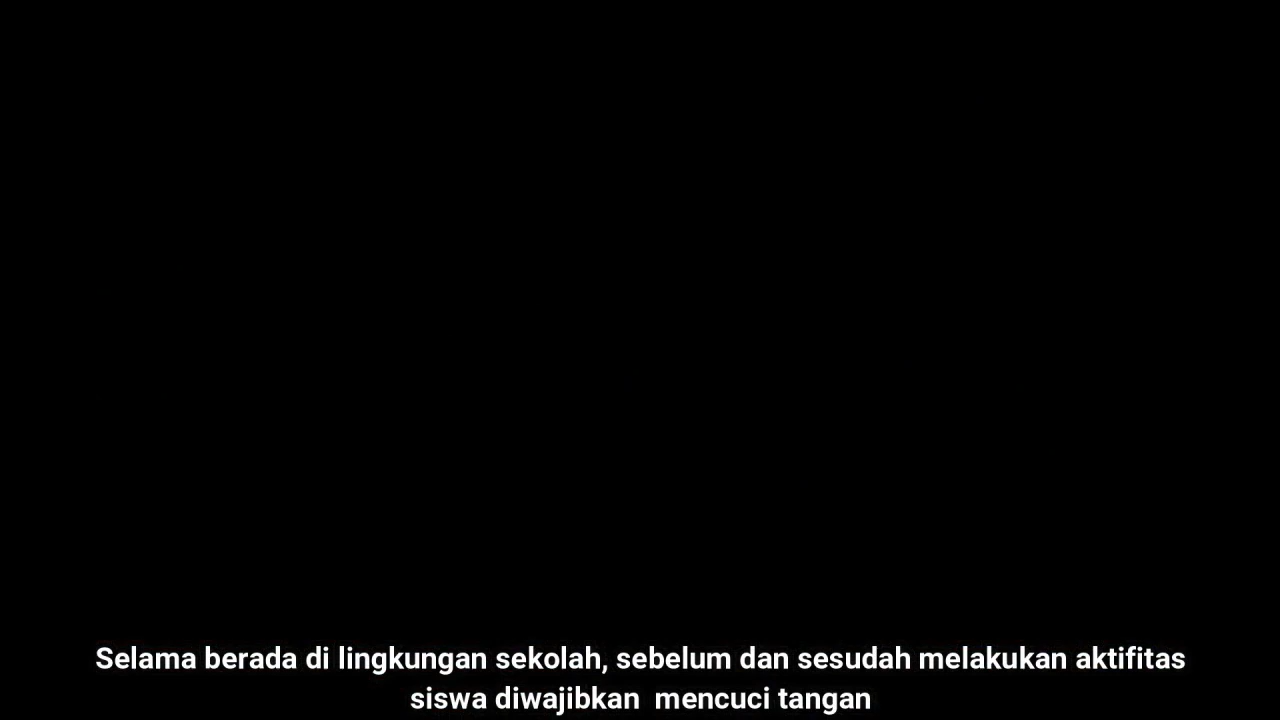 Selama berada di lingkungan sekolah, sebelum dan sesudah melakukan aktifitas
siswa diwajibkan  mencuci tangan